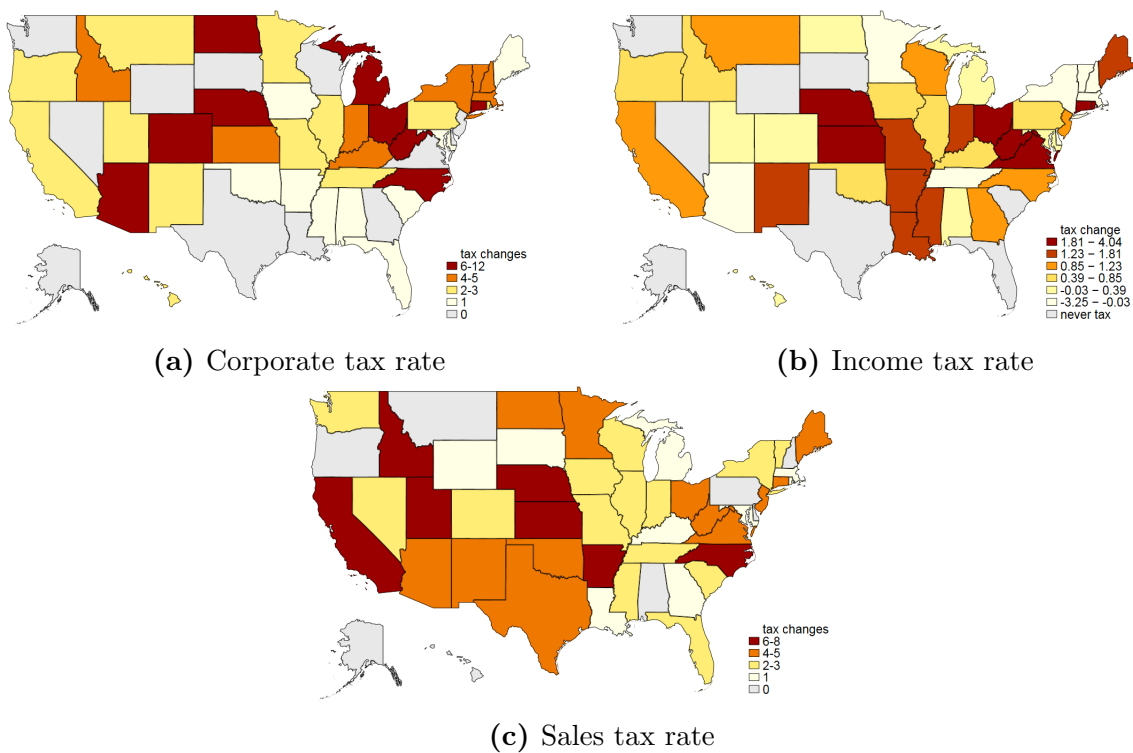 tax changes
6-12
4-5
2-3
1
0
tax change
1.81 – 4.04
1.23 – 1.81
0.85 – 1.23
0.39 – 0.85
-0.03 – 0.39
-3.25 – -0.03
never tax
(a) Corporate tax rate
(b) Income tax rate
tax changes
6-8
4-5
2-3
1
0
(c) Sales tax rate